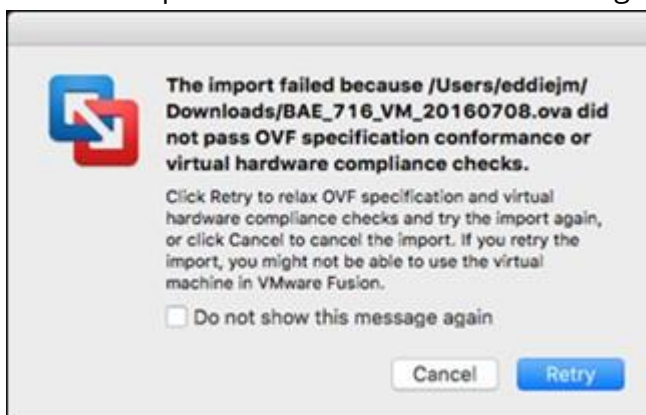 The import failed because /Users/eddiejm/
Downloads/BAE_716_VM_20160708.ova did
not pass OVF specification conformance or
virtual hardware compliance checks.
Click Retry to relax OVF specification and virtual
hardware compliance checks and try the import again,
or click Cancel to cancel the import. If you retry the
import, you might not be able to use the virtual
machine in VMware Fusion.
Do not show this message again
Cancel Retry